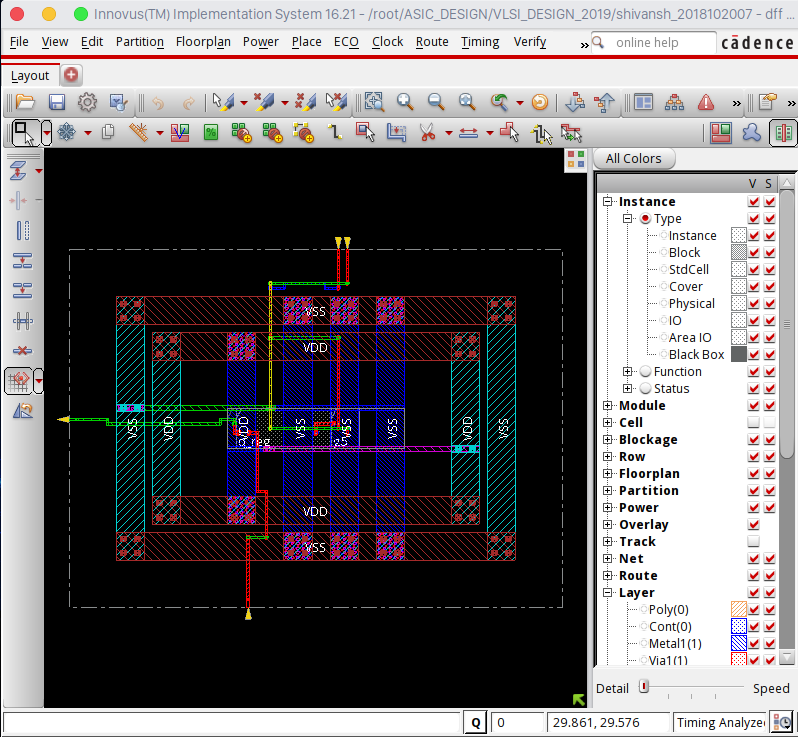 Innovus(TM) Implementation System 16.21 - /root/ASIC_DESIGN/VLSI_DESIGN_2019/shivansh_2018102007 - dff
File View Edit Partition Floorplan Power Place ECO Clock Route Timing Verify » online help cādence
Layout
All Colors
V S
Instance
Type
Instance
Block
StdCell
Cover
Physical
IO
Area IO
Black Box
Function
Status
Module
Cell
Blockage
Row
Floorplan
Partition
Power
Overlay
Track
Net
Route
Layer
Poly(0)
Cont(0)
Metal1(1)
Via1(1)
VSS
VDD
VSS VDD VDD VSS VSS VSS VDD VSS
VDD
VSS
Detail Speed
Q 0 29.861, 29.576 Timing Analyze